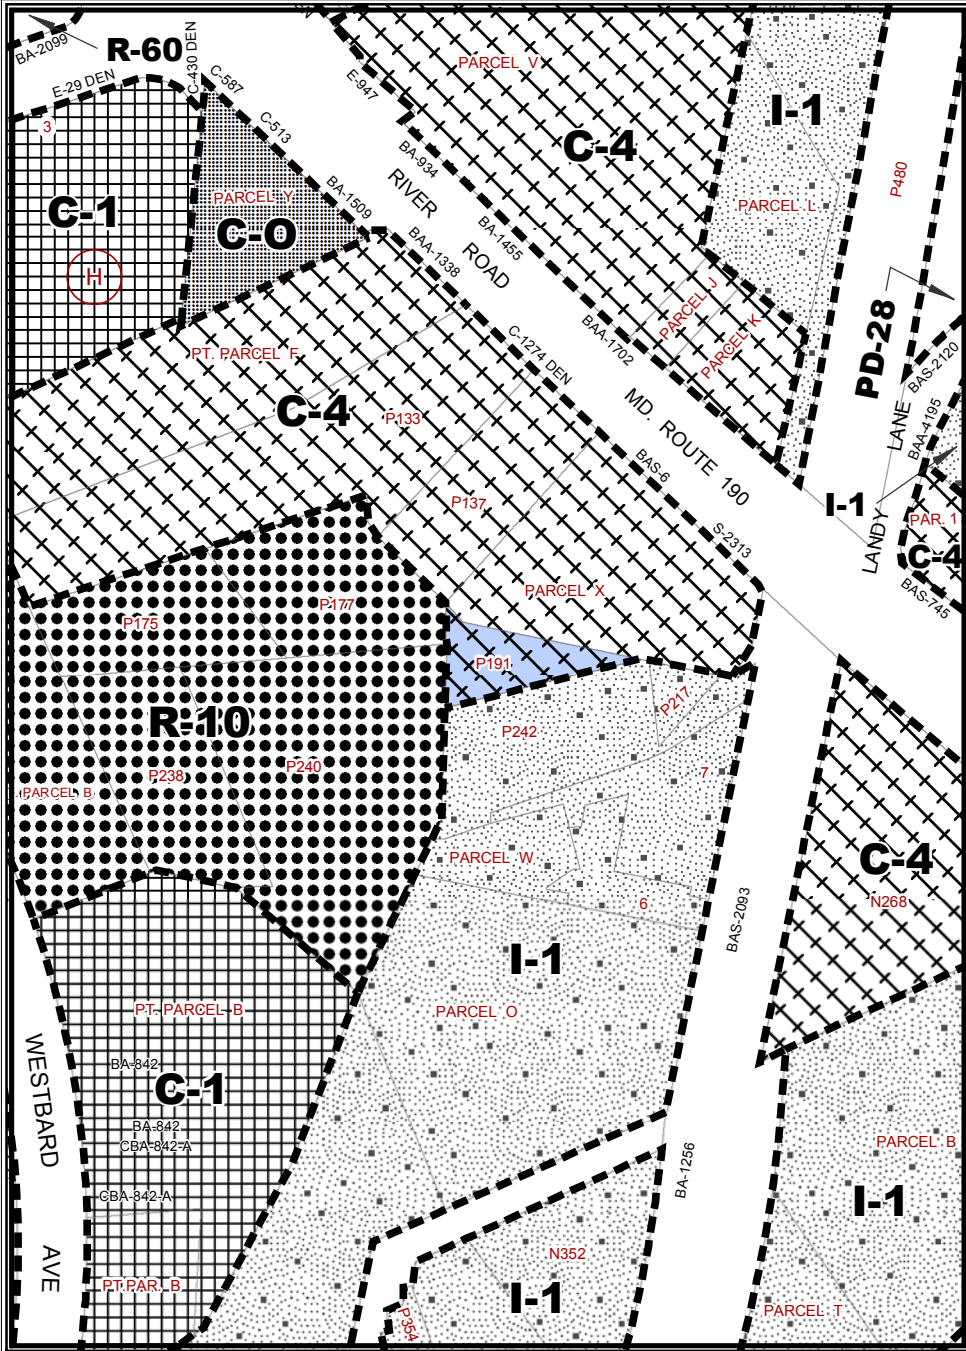 BA-2099
R-60
E-29 DEN
C-430 DEN
C-587
C-513
E-947
PARCEL V
C-4
I-1
PARCEL L
P480
3
C-1
H
PARCEL Y
C-O
BA-1509
BAA-1338
BA-934
RIVER
ROAD
BA-1455
BAA-1702
PARCEL J
PARCEL K
PD-28
BAS-2120
LANE
BAA-4195
PT. PARCEL F
C-4
P133
C-1274 DEN
MD. ROUTE 190
BAS-6
S-2313
P137
I-1
PAR. 1
C-4
LANDY
BAS-745
PARCEL X
P175
P177
P191
R-10
P242
P217
7
P238
P240
PARCEL B
PARCEL W
6
C-4
N268
BAS-2093
I-1
PARCEL O
PT. PARCEL B
BA-842
C-1
BA-842
CBA-842-A
CBA-842-A
WESTBARD
AVE
PT.PAR. B
BA-1256
PARCEL B
I-1
N352
I-1
P354
PARCEL T